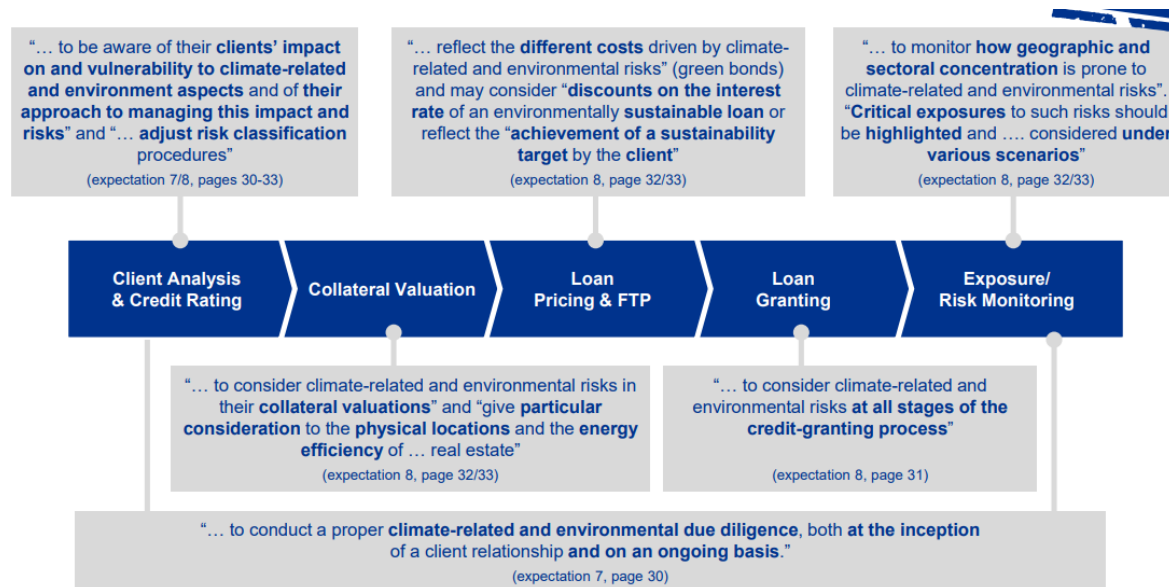 “… to be aware of their clients’ impact
on and vulnerability to climate-related
and environment aspects and of their
approach to managing this impact and
risks” and “… adjust risk classification
procedures”
(expectation 7/8, pages 30-33)
“… reflect the different costs driven by climate-
related and environmental risks” (green bonds)
and may consider “discounts on the interest
rate of an environmentally sustainable loan or
reflect the “achievement of a sustainability
target by the client”
(expectation 8, page 32/33)
“… to monitor how geographic and
sectoral concentration is prone to
climate-related and environmental risks”.
“Critical exposures to such risks should
be highlighted and …. considered under
various scenarios”
(expectation 8, page 32/33)
Client Analysis
& Credit Rating
Collateral Valuation
Loan
Pricing & FTP
Loan
Granting
Exposure/
Risk Monitoring
“… to consider climate-related and environmental risks in
their collateral valuations” and “give particular
consideration to the physical locations and the energy
efficiency of … real estate”
(expectation 8, page 32/33)
“… to consider climate-related and
environmental risks at all stages of the
credit-granting process”
(expectation 8, page 31)
“… to conduct a proper climate-related and environmental due diligence, both at the inception
of a client relationship and on an ongoing basis.”
(expectation 7, page 30)